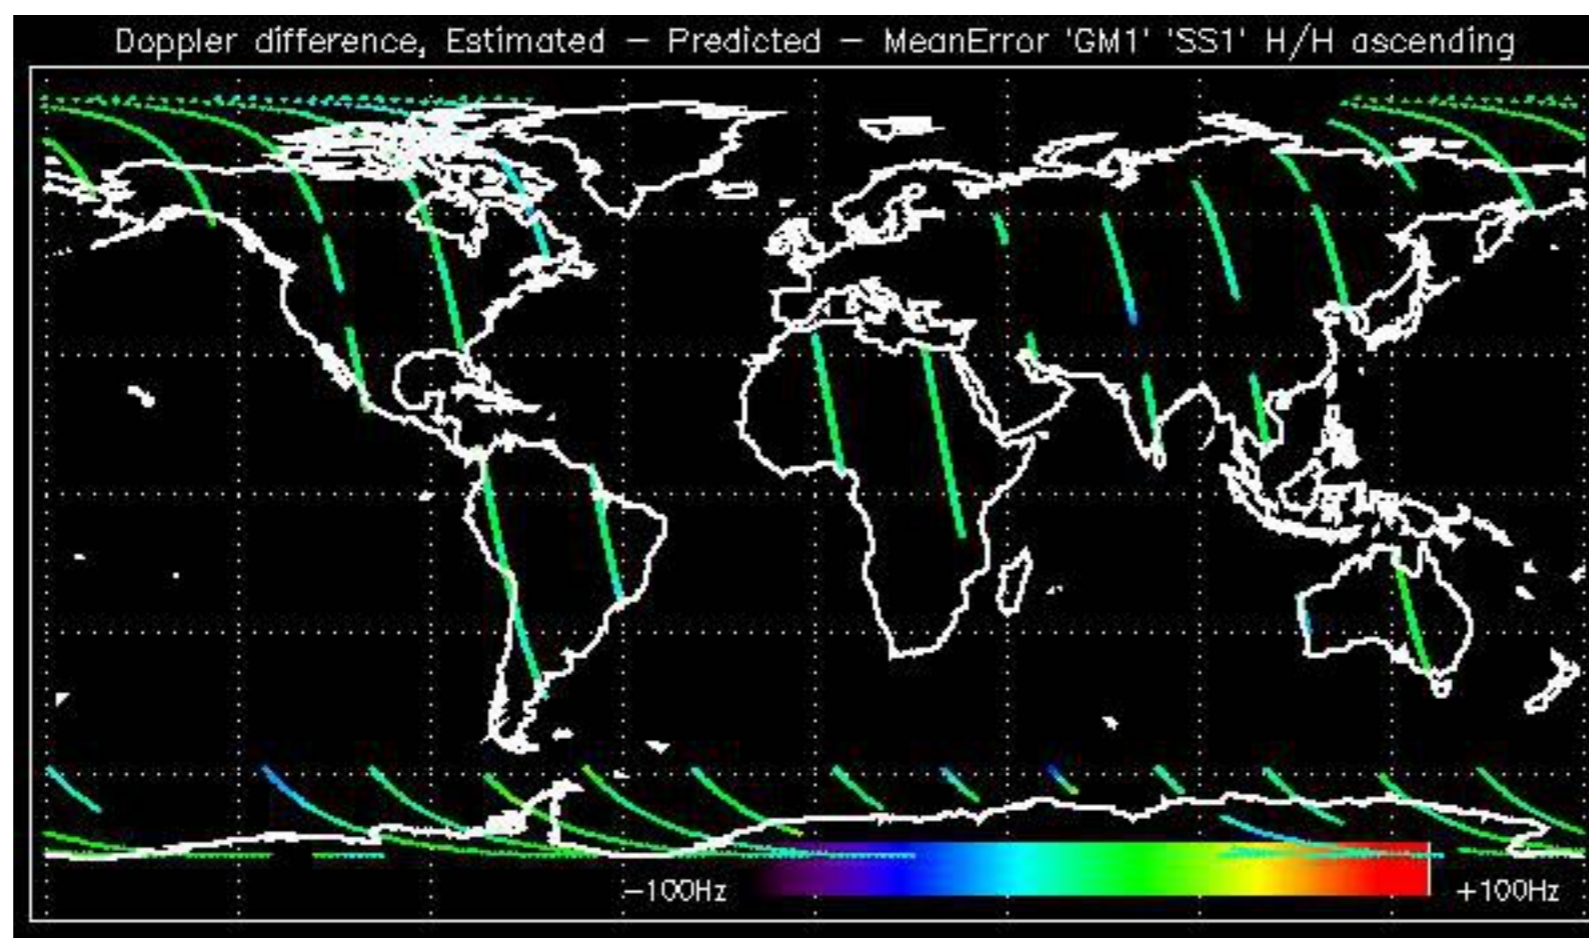 Doppler difference, Estimated – Predicted – MeanError 'GM1' 'SS1' H/H ascending
-100Hz +100Hz